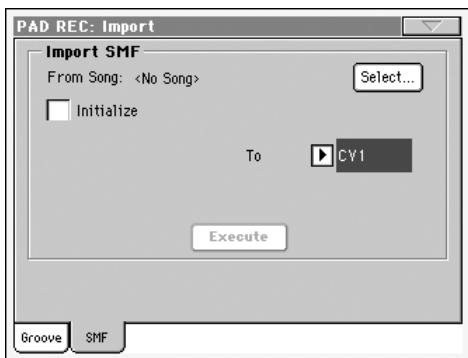 PAD REC: Import
Import SMF
From Song: <No Song>
Select...
Initialize
To
CV1
Execute
Groove
SMF